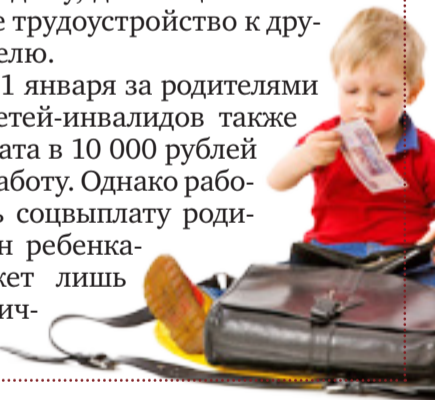 е трудоустройство к дру-
елю.
1 января за родителями
етей-инвалидов также
ата в 10 000 рублей
аботу. Однако рабо-
ь соцвыплату роди-
н ребенка-
жет лишь
ич-